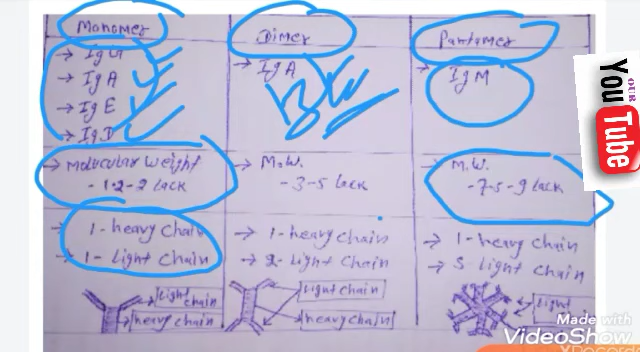 Monomer
→ IgG
→ IgA
→ IgE
→ IgD
→ Molecular weight
- 1.2-2 lack
→ 1-heavy chain
→ 1-Light chain
Light chain
heavy chain
Dimer
→ IgA
→ M.W.
- 3-5 lack
→ 1-heavy chain
→ 2-Light chain
Light chain
heavy chain
Pentamer
→ IgM
→ M.W.
- 7.5-9 lack
→ 1-heavy chain
→ 5-light chain
Light
YOUR
YouTube
Made with
VideoShow